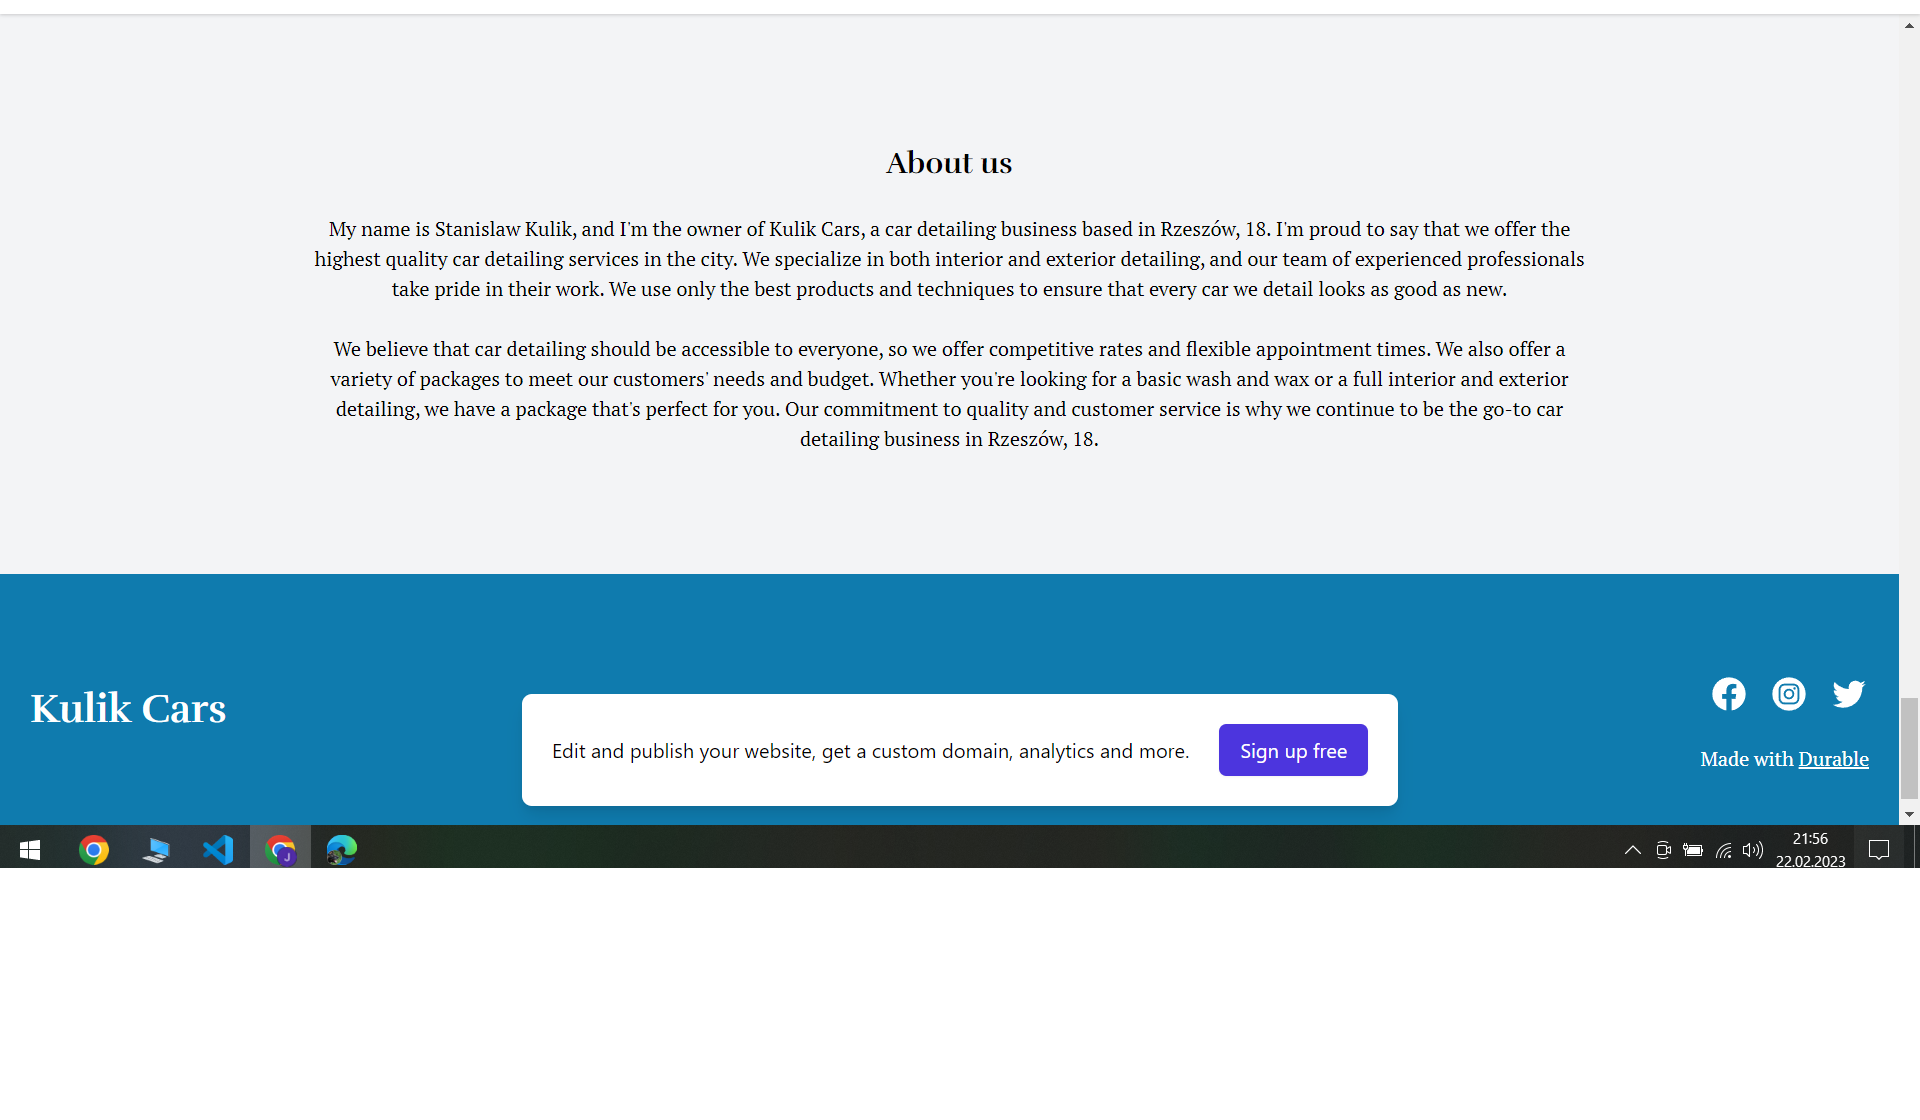 About us
My name is Stanislaw Kulik, and I'm the owner of Kulik Cars, a car detailing business based in Rzeszów, 18. I'm proud to say that we offer the
highest quality car detailing services in the city. We specialize in both interior and exterior detailing, and our team of experienced professionals
take pride in their work. We use only the best products and techniques to ensure that every car we detail looks as good as new.
We believe that car detailing should be accessible to everyone, so we offer competitive rates and flexible appointment times. We also offer a
variety of packages to meet our customers' needs and budget. Whether you're looking for a basic wash and wax or a full interior and exterior
detailing, we have a package that's perfect for you. Our commitment to quality and customer service is why we continue to be the go-to car
detailing business in Rzeszów, 18.
Kulik Cars
Edit and publish your website, get a custom domain, analytics and more.
Sign up free
Made with Durable
J
21:56
22.02.2023